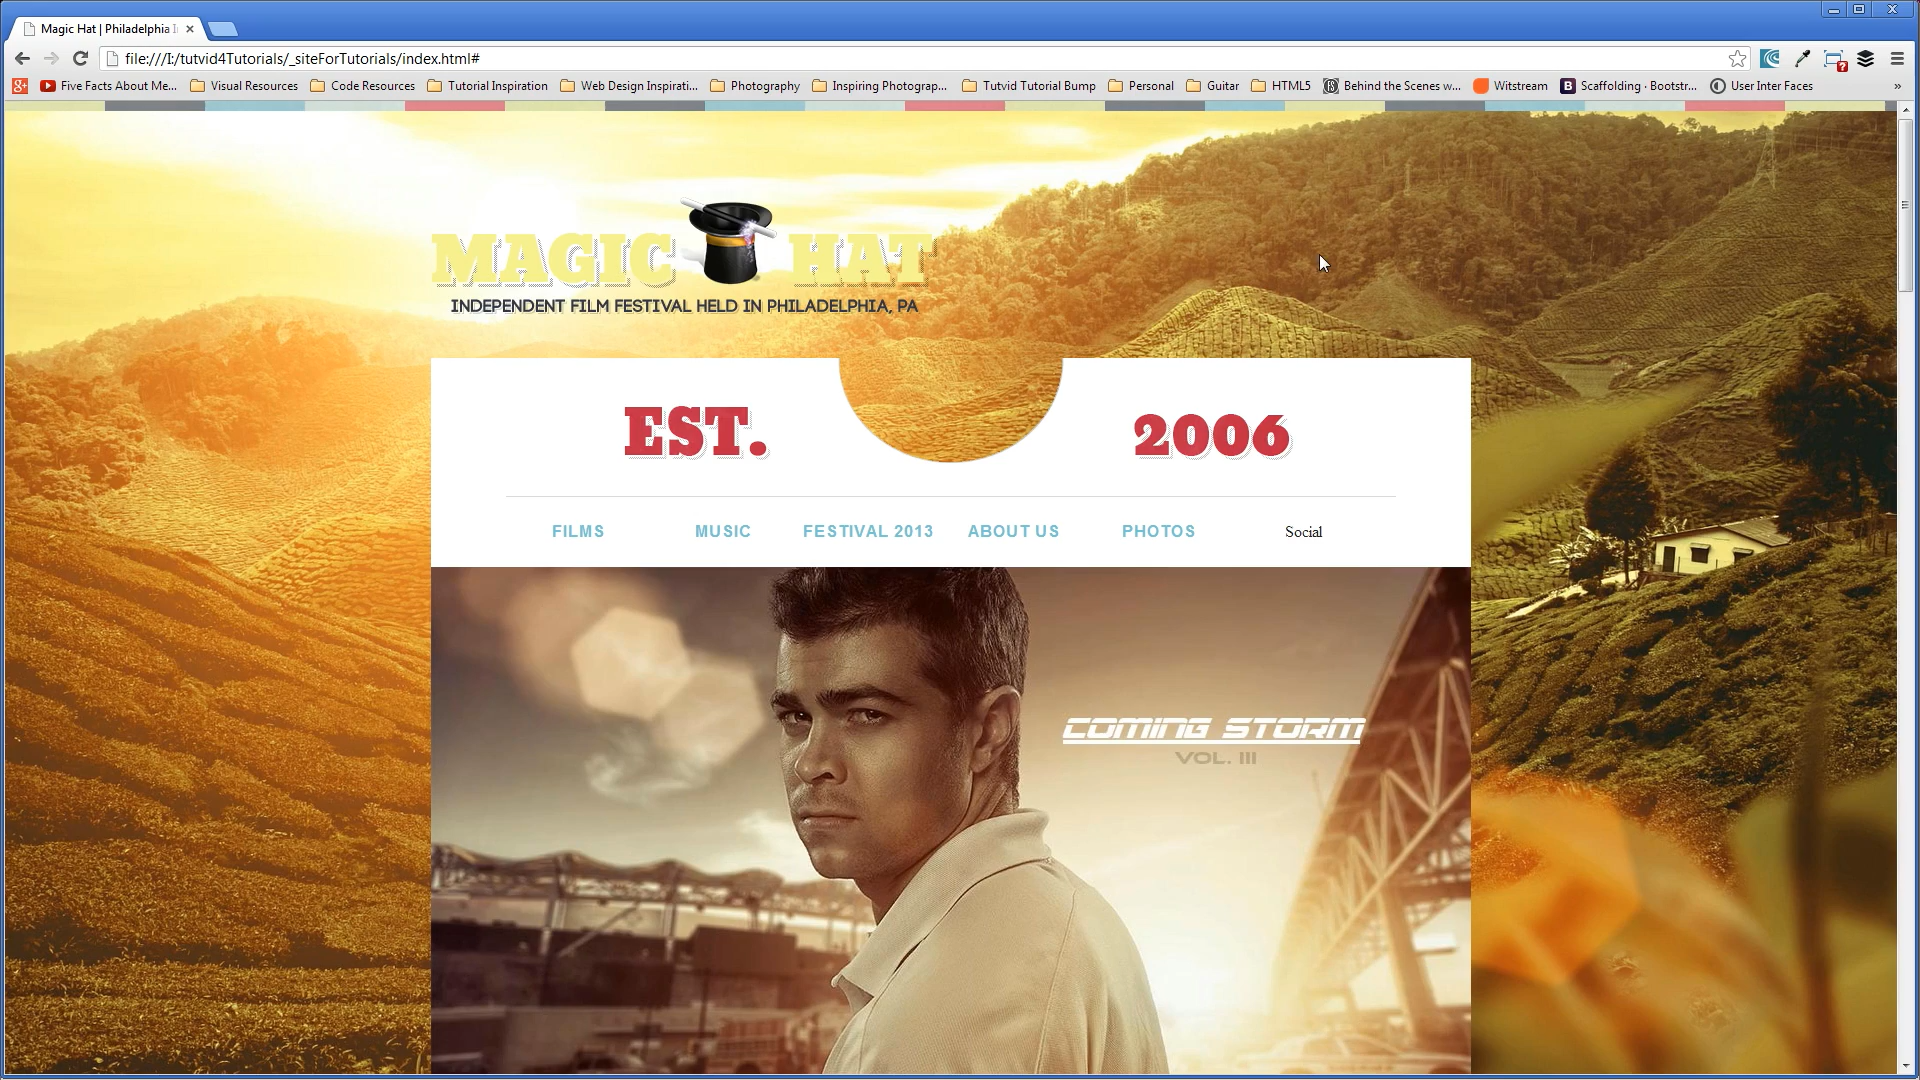 Magic Hat | Philadelphia I
file:///I:/tutvid4Tutorials/_siteForTutorials/index.html#
Five Facts About Me... Visual Resources Code Resources Tutorial Inspiration Web Design Inspirati... Photography Inspiring Photograp... Tutvid Tutorial Bump Personal Guitar HTML5 Behind the Scenes w... Witstream Scaffolding · Bootstr... User Inter Faces »
MAGIC HAT
INDEPENDENT FILM FESTIVAL HELD IN PHILADELPHIA, PA
EST. 2006
FILMS MUSIC FESTIVAL 2013 ABOUT US PHOTOS Social
COMING STORM
VOL. III